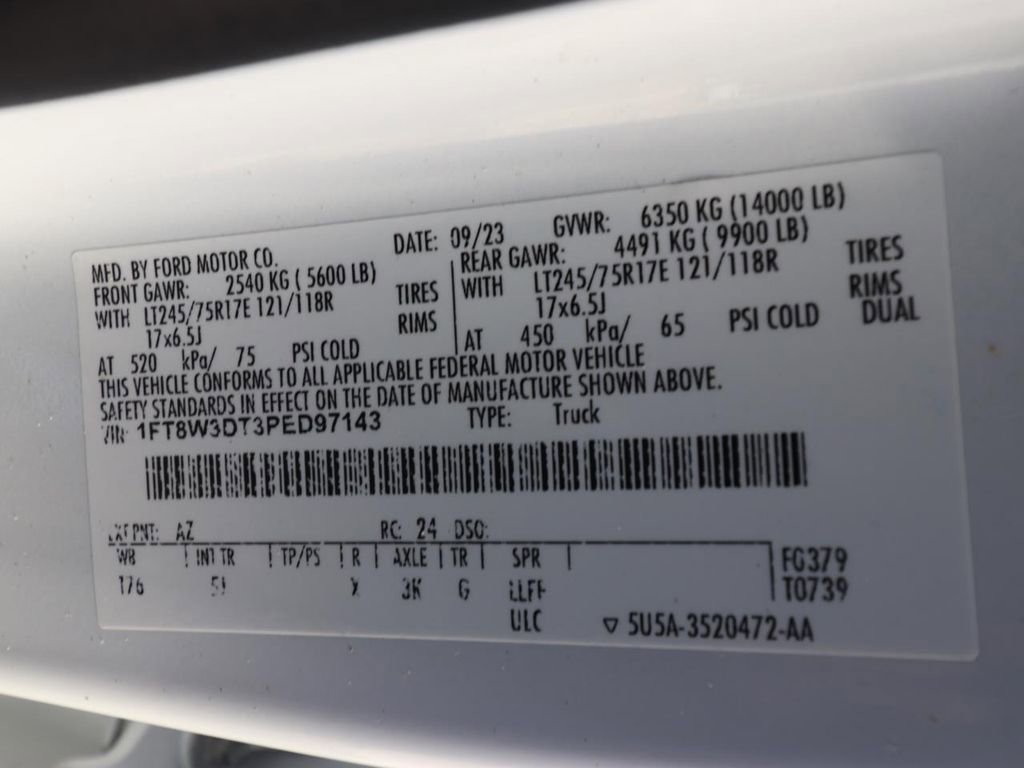 MFD. BY FORD MOTOR CO. DATE: 09/23 GVWR: 6350 KG (14000 LB)
FRONT GAWR: 2540 KG ( 5600 LB) REAR GAWR: 4491 KG ( 9900 LB)
WITH LT245/75R17E 121/118R TIRES WITH LT245/75R17E 121/118R TIRES
17x6.5J RIMS 17x6.5J RIMS
AT 520 kPa/ 75 PSI COLD AT 450 kPa/ 65 PSI COLD DUAL
THIS VEHICLE CONFORMS TO ALL APPLICABLE FEDERAL MOTOR VEHICLE
SAFETY STANDARDS IN EFFECT ON THE DATE OF MANUFACTURE SHOWN ABOVE.
VIN: 1FT8W3DT3PED97143 TYPE: Truck
EXT PNT: AZ RC: 24 DSO:
WB INT TR TP/PS R AXLE TR SPR FG379
176 X 3K G T0739
ULC ▽ 5U5A-3520472-AA